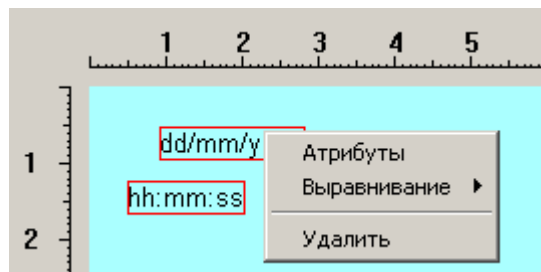 1 2 3 4 5
dd/mm/y
Атрибуты
1
Выравнивание
hh:mm:ss
2
Удалить